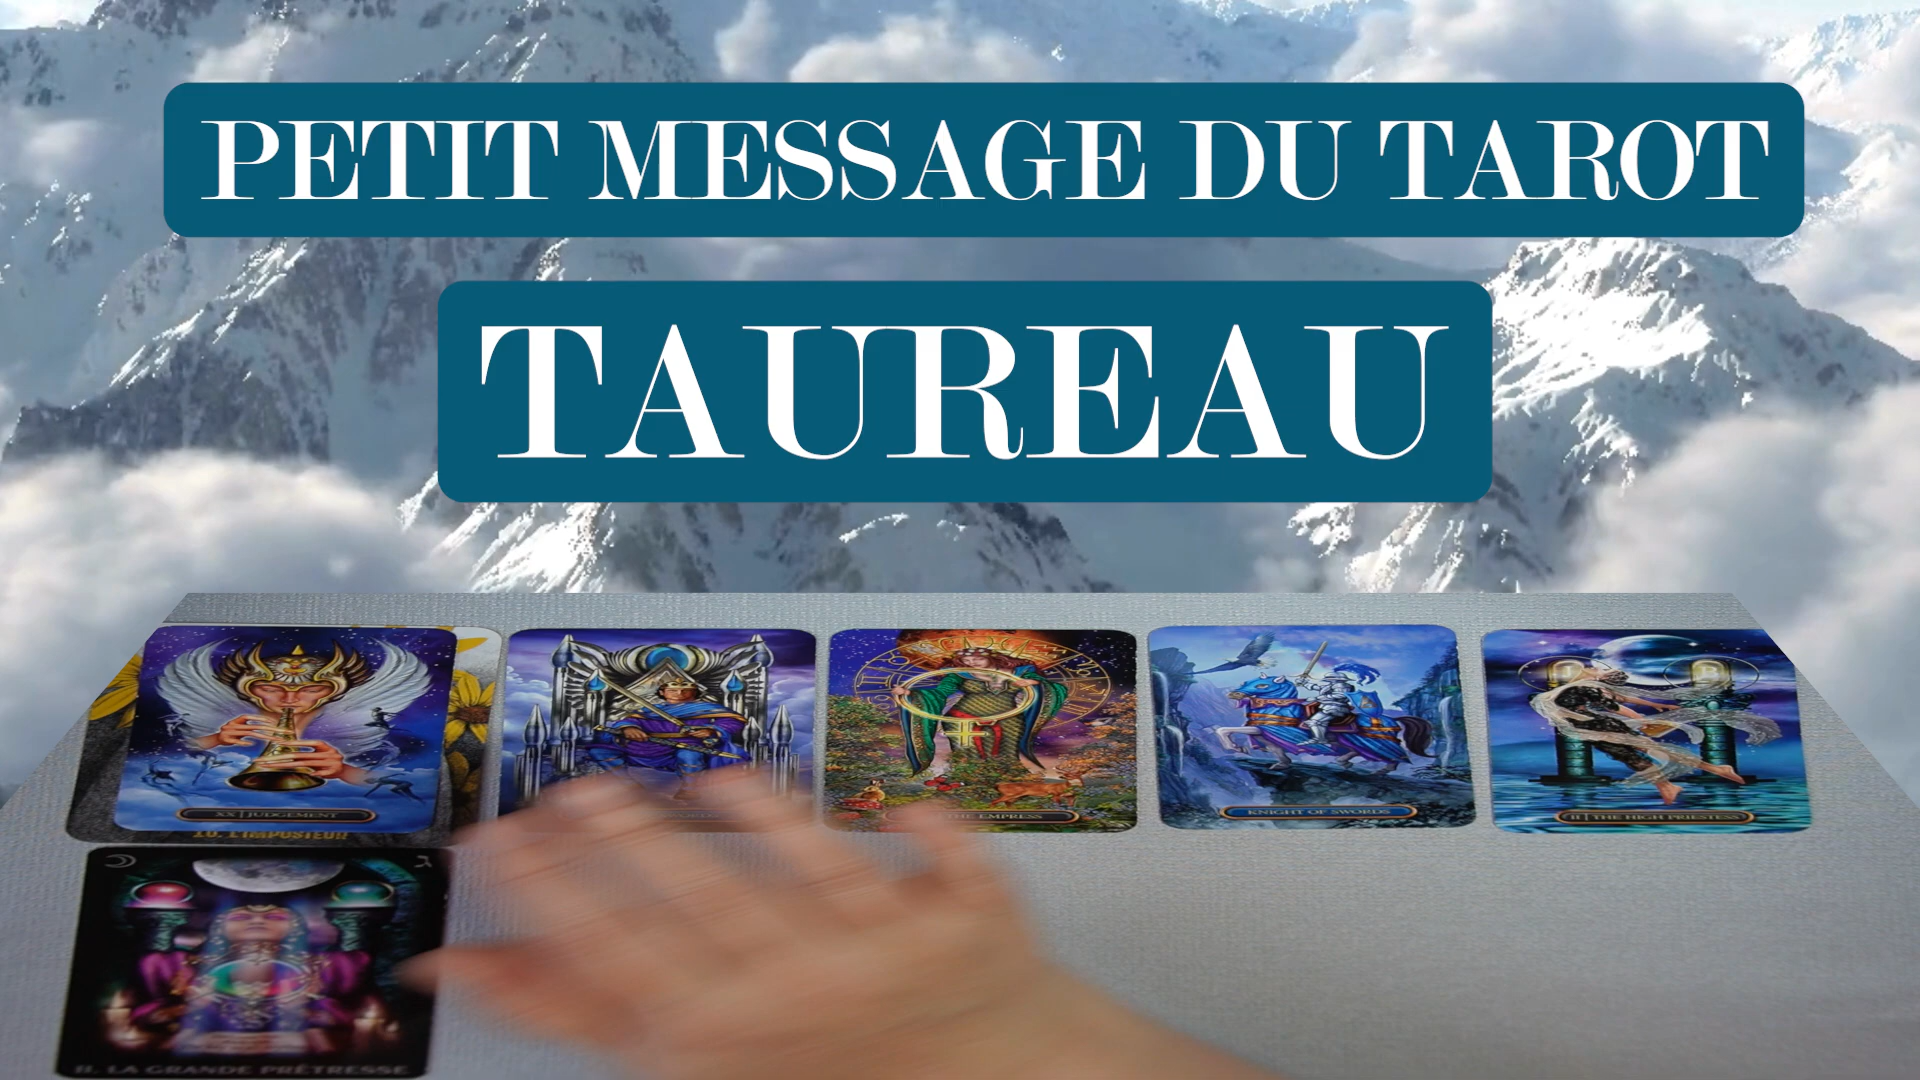 PETIT MESSAGE DU TAROT
TAUREAU
XX | JUDGEMENT
THE EMPRESS
KNIGHT OF SWORDS
II | THE HIGH PRIESTESS
10. L'IMPOSTEUR
II. LA GRANDE PRÊTRESSE